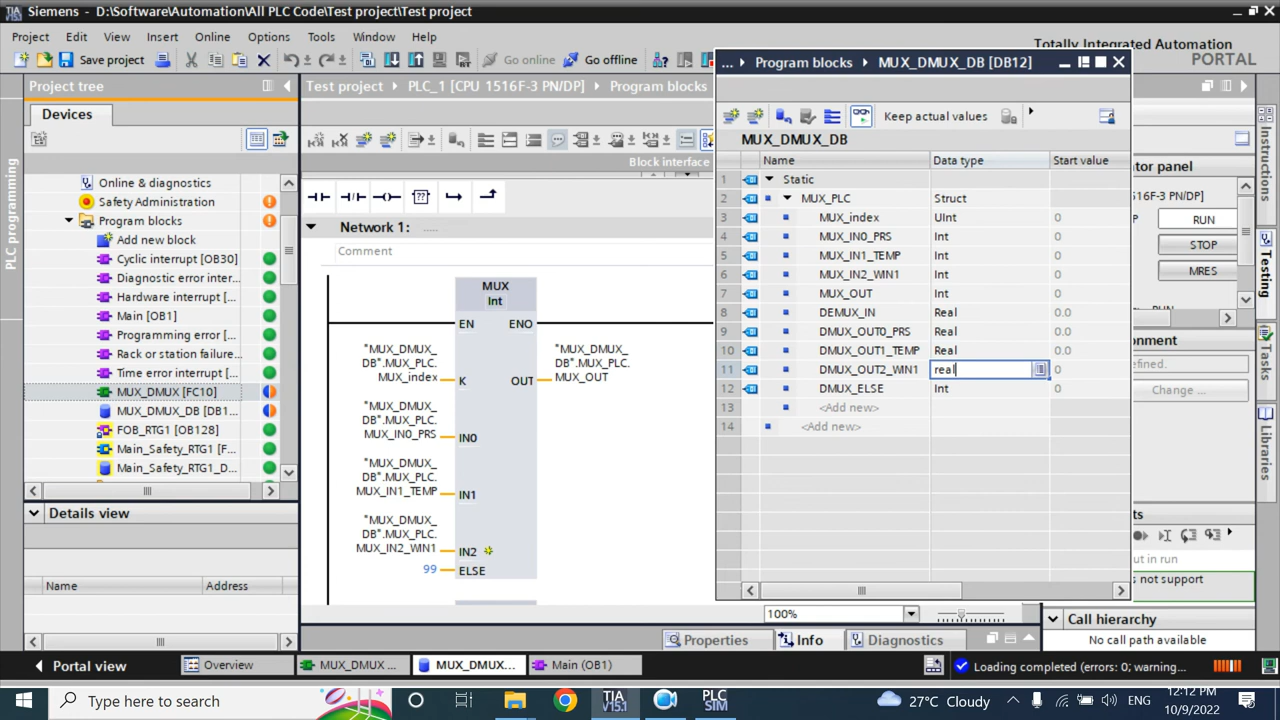 Siemens - D:\Software\Automation\All PLC Code\Test project\Test project
Project Edit View Insert Online Options Tools Window Help
Totally Integrated Automation
PORTAL
Save project
Go online
Go offline
Project tree
Devices
Online & diagnostics
Safety Administration
Program blocks
Add new block
Cyclic interrupt [OB30]
Diagnostic error inter...
Hardware interrupt [...
Main [OB1]
Programming error [...
Rack or station failure...
Time error interrupt [...
MUX_DMUX [FC10]
MUX_DMUX_DB [DB1...
FOB_RTG1 [OB128]
Main_Safety_RTG1 [F...
Main_Safety_RTG1_D...
Details view
Name Address
PLC programming
Test project PLC_1 [CPU 1516F-3 PN/DP] Program blocks
Block interface
Network 1: .....
Comment
MUX
Int
EN ENO
"MUX_DMUX_
DB".MUX_PLC.
MUX_index
K
"MUX_DMUX_
DB".MUX_PLC.
MUX_OUT
OUT
"MUX_DMUX_
DB".MUX_PLC.
MUX_IN0_PRS
IN0
"MUX_DMUX_
DB".MUX_PLC.
MUX_IN1_TEMP
IN1
"MUX_DMUX_
DB".MUX_PLC.
MUX_IN2_WIN1
IN2
99 ELSE
... Program blocks MUX_DMUX_DB [DB12]
Keep actual values
MUX_DMUX_DB
Name Data type Start value
1 Static
2 MUX_PLC Struct
3 MUX_index UInt 0
4 MUX_IN0_PRS Int 0
5 MUX_IN1_TEMP Int 0
6 MUX_IN2_WIN1 Int 0
7 MUX_OUT Int 0
8 DEMUX_IN Real 0.0
9 DMUX_OUT0_PRS Real 0.0
10 DMUX_OUT1_TEMP Real 0.0
11 DMUX_OUT2_WIN1 real 0
12 DMUX_ELSE Int 0
13 <Add new>
14 <Add new>
100%
Properties Info Diagnostics
ator panel
1516F-3 PN/DP]
RUN
STOP
MRES
onment
efined.
Change ...
ts
ot in run
s not support
Call hierarchy
No call path available
Instructions
Testing
Tasks
Libraries
Portal view Overview MUX_DMUX ... MUX_DMUX... Main (OB1) Loading completed (errors: 0; warning...
Type here to search
TIA
V15.1
PLC
SIM
27°C Cloudy
ENG
12:12 PM
10/9/2022